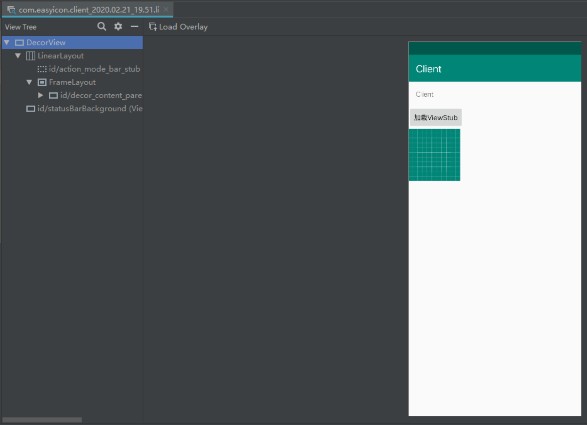 com.easyicon.client_2020.02.21_19.51.li
View Tree
Load Overlay
DecorView
LinearLayout
id/action_mode_bar_stub
FrameLayout
id/decor_content_pare
id/statusBarBackground (Vie
Client
Client
加载ViewStub